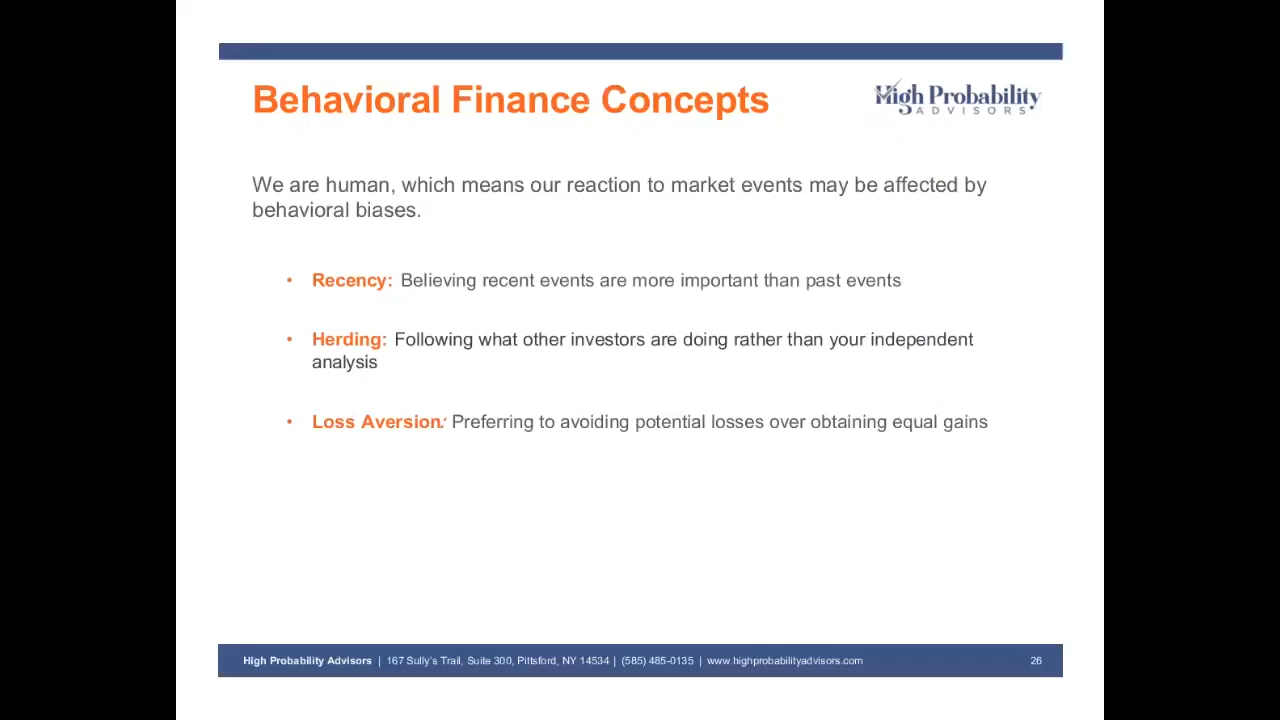 Behavioral Finance Concepts
High Probability
ADVISORS
We are human, which means our reaction to market events may be affected by
behavioral biases.
• Recency: Believing recent events are more important than past events
• Herding: Following what other investors are doing rather than your independent
analysis
• Loss Aversion: Preferring to avoiding potential losses over obtaining equal gains
High Probability Advisors | 167 Sully's Trail, Suite 300, Pittsford, NY 14534 | (585) 485-0135 | www.highprobabilityadvisors.com 26